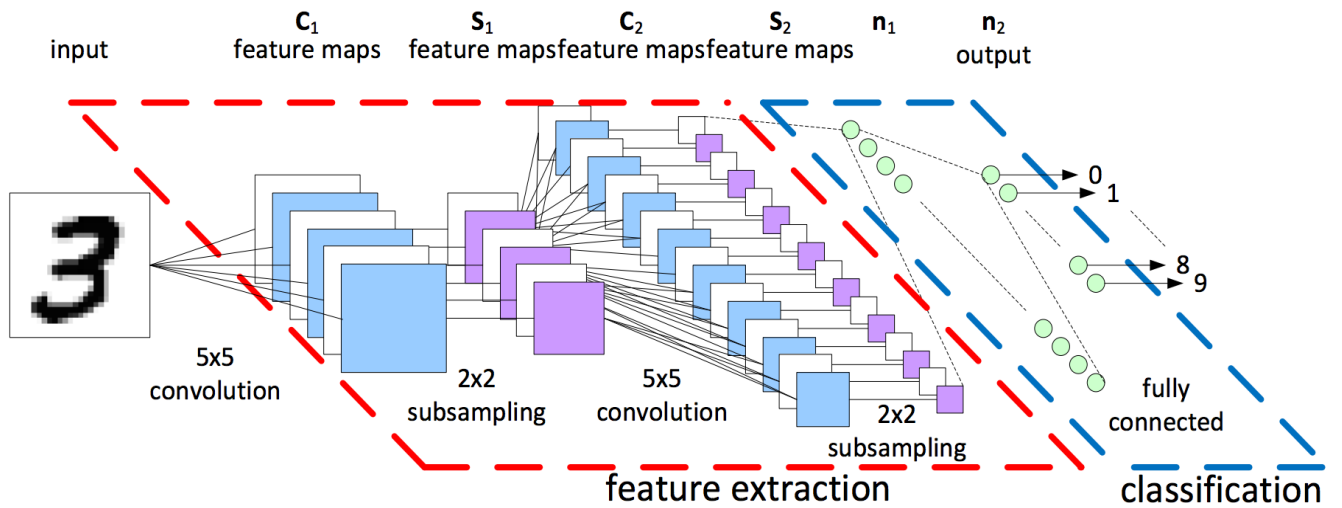 input
C1
feature maps
S1
feature maps
C2
feature maps
S2
feature maps
n1
n2
output
3
0
1
8
9
5x5
convolution
2x2
subsampling
5x5
convolution
2x2
subsampling
fully
connected
feature extraction
classification